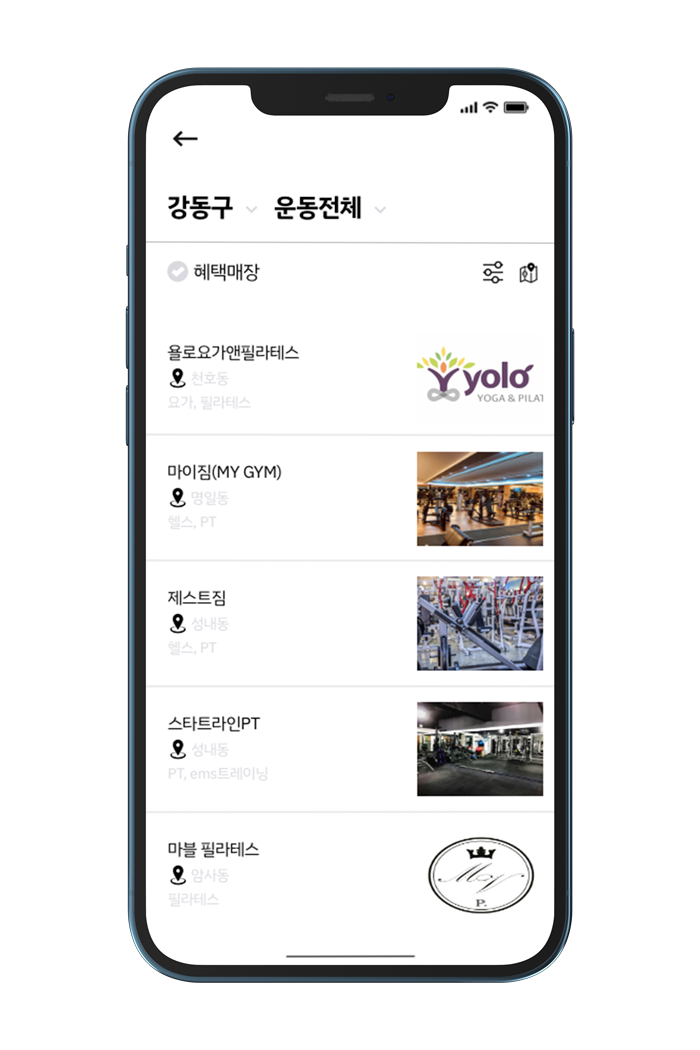 강동구 운동전체
혜택매장
욜로요가앤필라테스
천호동
요가, 필라테스
yolo
YOGA & PILAT
마이짐(MY GYM)
명일동
헬스, PT
제스트짐
성내동
헬스, PT
스타트라인PT
성내동
PT, ems트레이닝
마블 필라테스
암사동
필라테스
P.